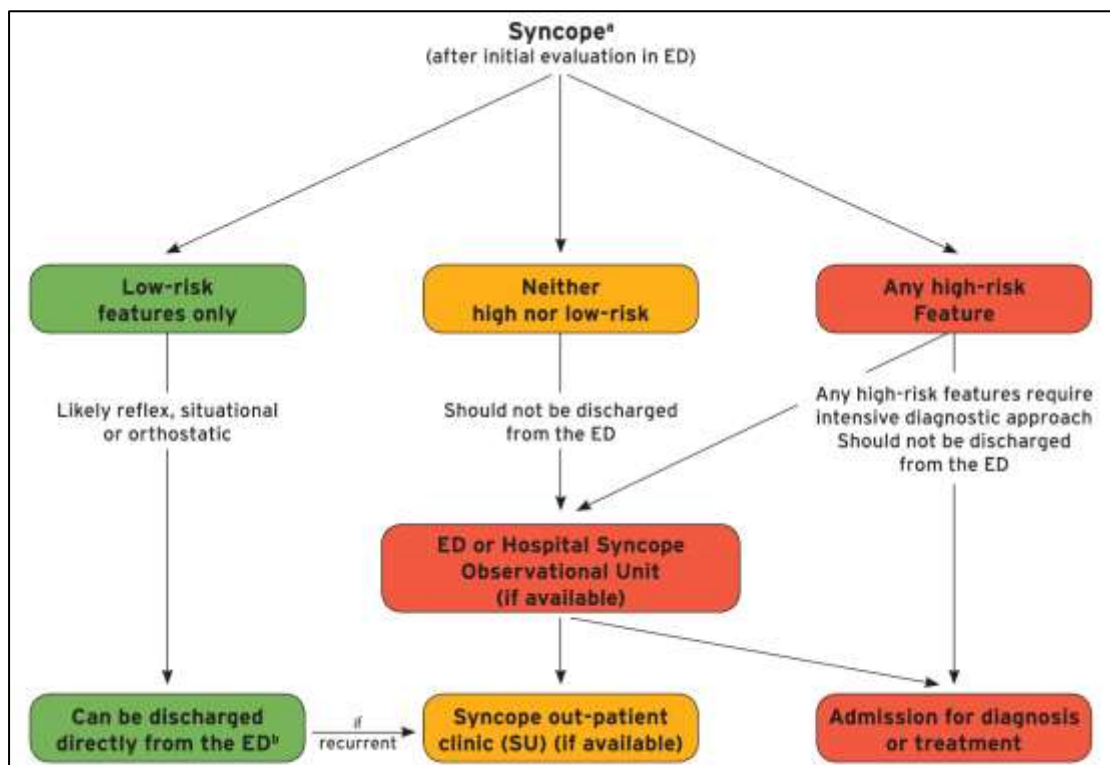 Syncopeᵃ
(after initial evaluation in ED)
Low-risk
features only
Neither
high nor low-risk
Any high-risk
Feature
Likely reflex, situational
or orthostatic
Should not be discharged
from the ED
Any high-risk features require
intensive diagnostic approach
Should not be discharged
from the ED
ED or Hospital Syncope
Observational Unit
(if available)
Can be discharged
directly from the EDᵇ
if
recurrent
Syncope out-patient
clinic (SU) (if available)
Admission for diagnosis
or treatment